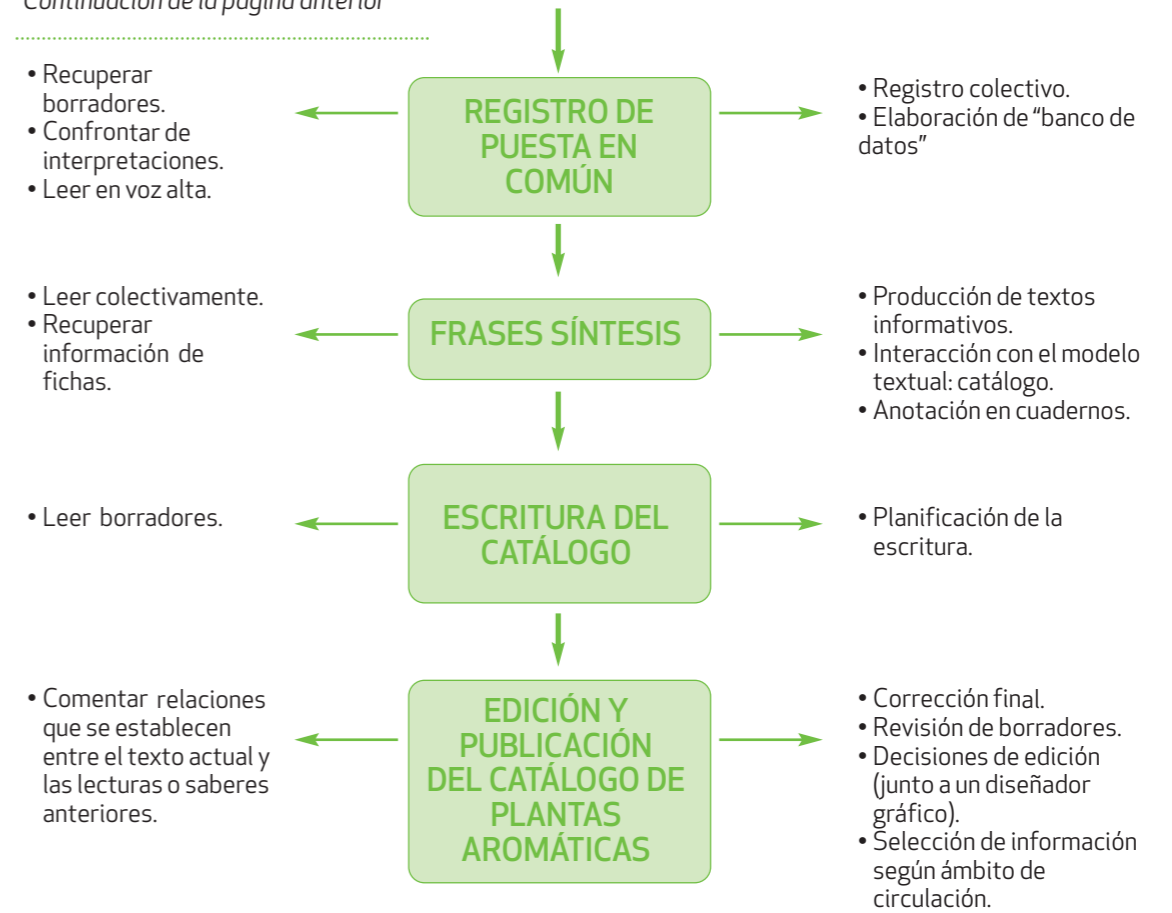 Continuación de la página anterior
• Recuperar
borradores.
• Confrontar de
interpretaciones.
• Leer en voz alta.
REGISTRO DE
PUESTA EN
COMÚN
• Registro colectivo.
• Elaboración de “banco de
datos”
• Leer colectivamente.
• Recuperar
información de
fichas.
FRASES SÍNTESIS
• Producción de textos
informativos.
• Interacción con el modelo
textual: catálogo.
• Anotación en cuadernos.
• Leer borradores.
ESCRITURA DEL
CATÁLOGO
• Planificación de la
escritura.
• Comentar relaciones
que se establecen
entre el texto actual y
las lecturas o saberes
anteriores.
EDICIÓN Y
PUBLICACIÓN
DEL CATÁLOGO DE
PLANTAS
AROMÁTICAS
• Corrección final.
• Revisión de borradores.
• Decisiones de edición
(junto a un diseñador
gráfico).
• Selección de información
según ámbito de
circulación.